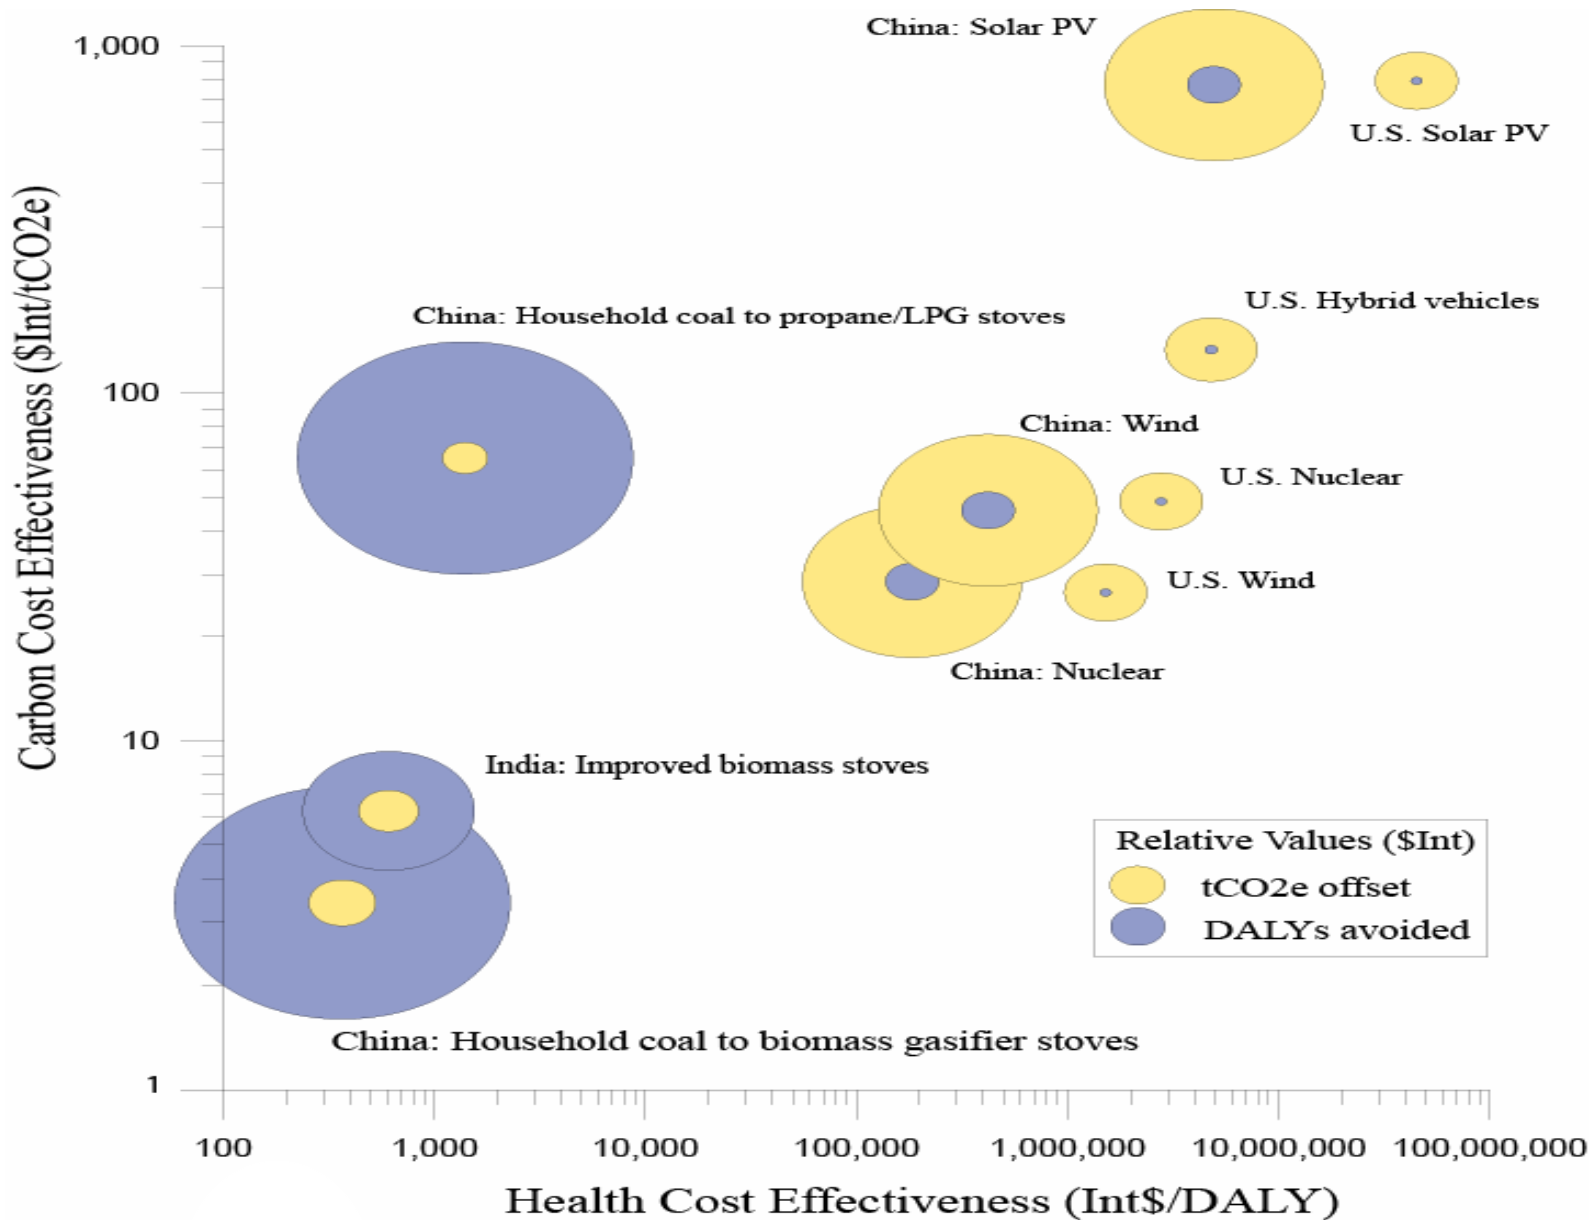 China: Solar PV
1,000
U.S. Solar PV
U.S. Hybrid vehicles
China: Household coal to propane/LPG stoves
100
China: Wind
U.S. Nuclear
U.S. Wind
China: Nuclear
Carbon Cost Effectiveness ($Int/tCO2e)
10
India: Improved biomass stoves
Relative Values ($Int)
tCO2e offset
DALYs avoided
China: Household coal to biomass gasifier stoves
1
100 1,000 10,000 100,000 1,000,000 10,000,000 100,000,000
Health Cost Effectiveness (Int$/DALY)